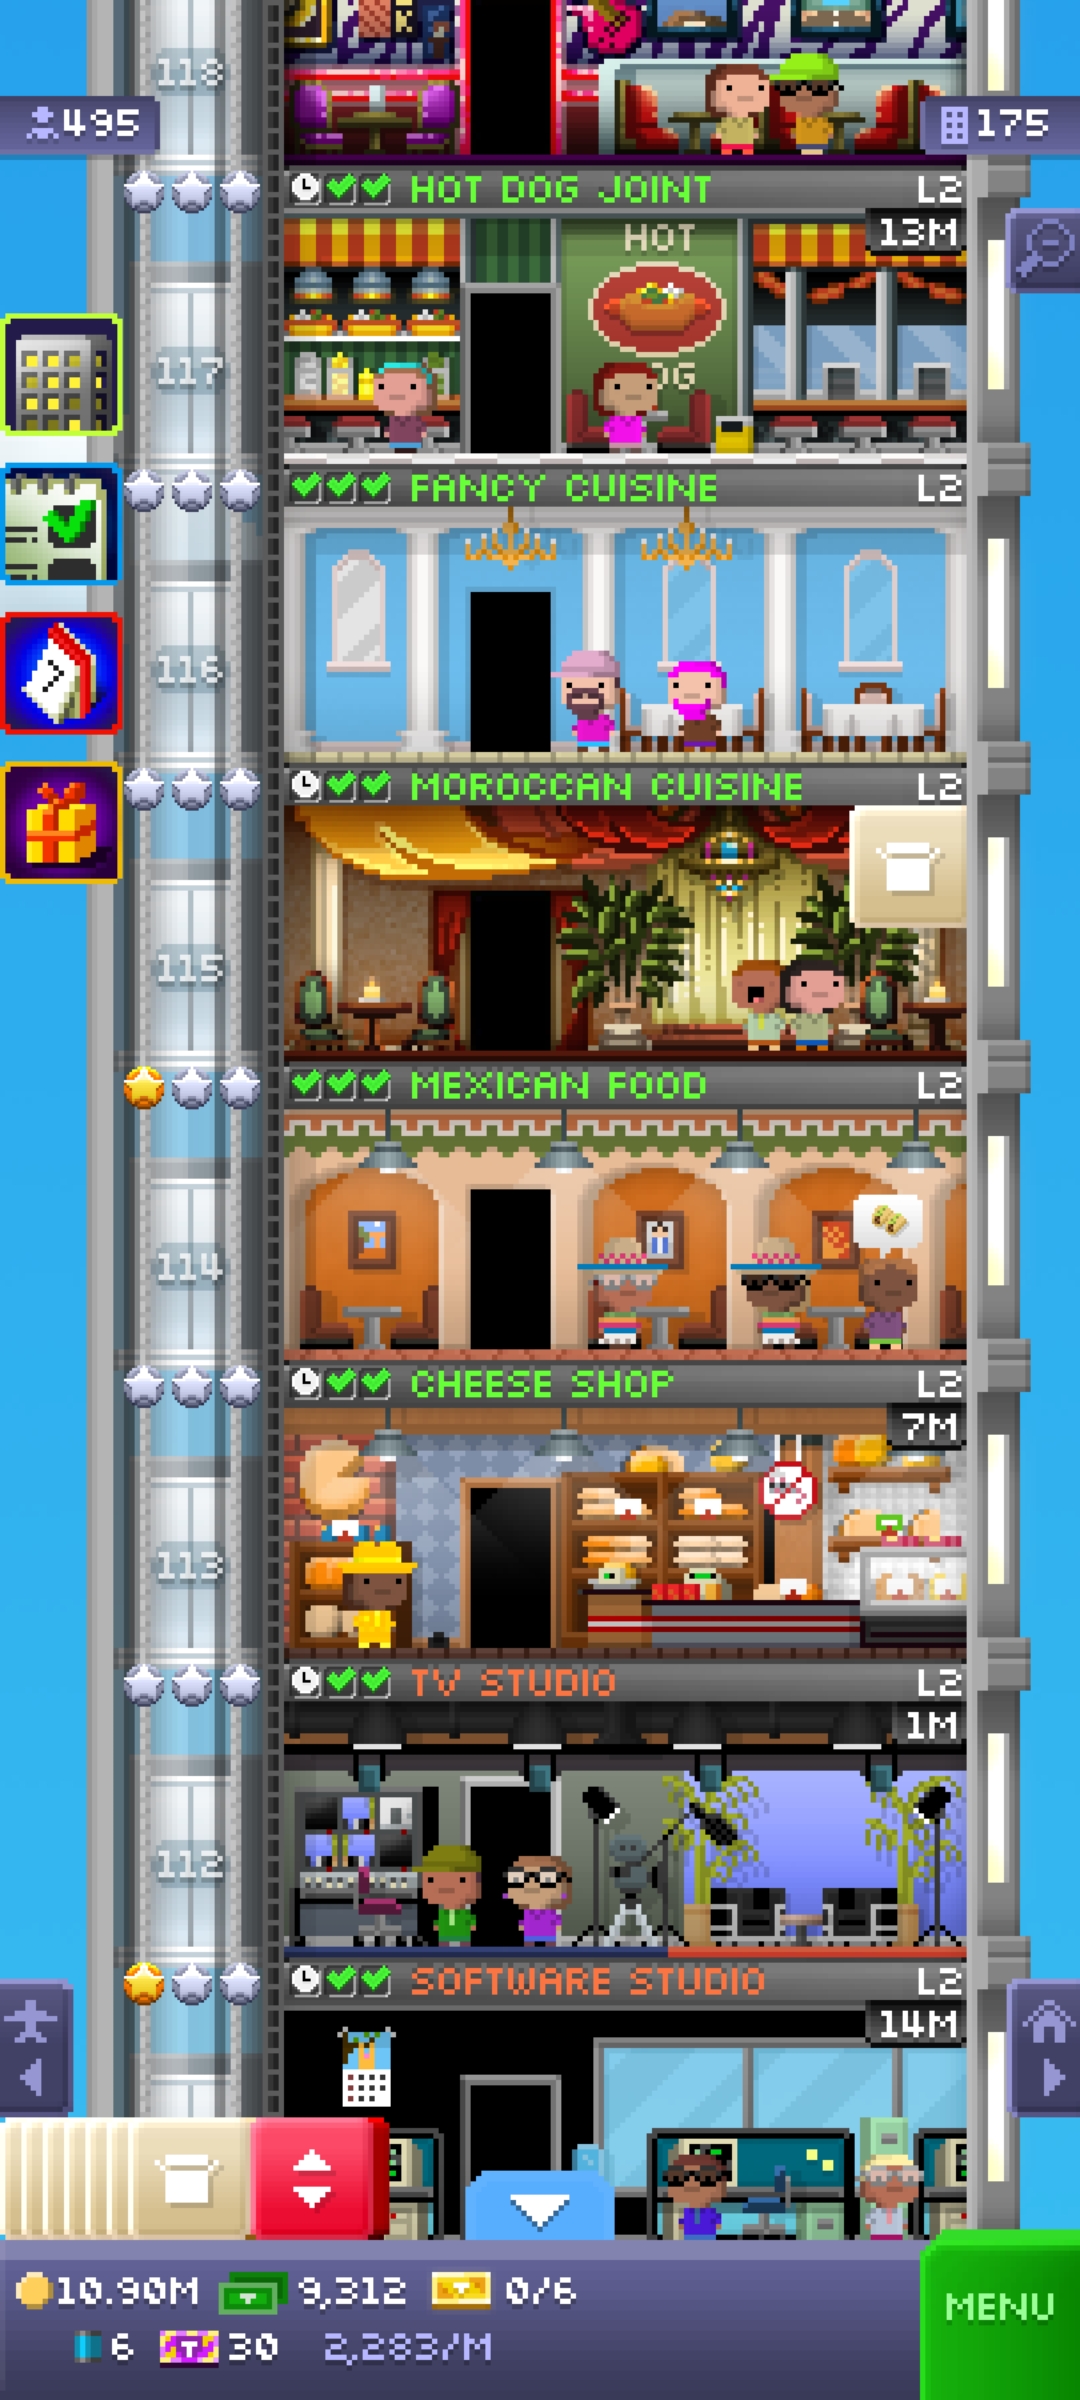 118
495
175
HOT DOG JOINT L2
13M
HOT
117
OG
FANCY CUISINE L2
116
MOROCCAN CUISINE L2
115
MEXICAN FOOD L2
114
CHEESE SHOP L2
7M
113
TV STUDIO L2
1M
112
SOFTWARE STUDIO L2
14M
10.90M 9,312 0/6
6 30 2,283/M
MENU